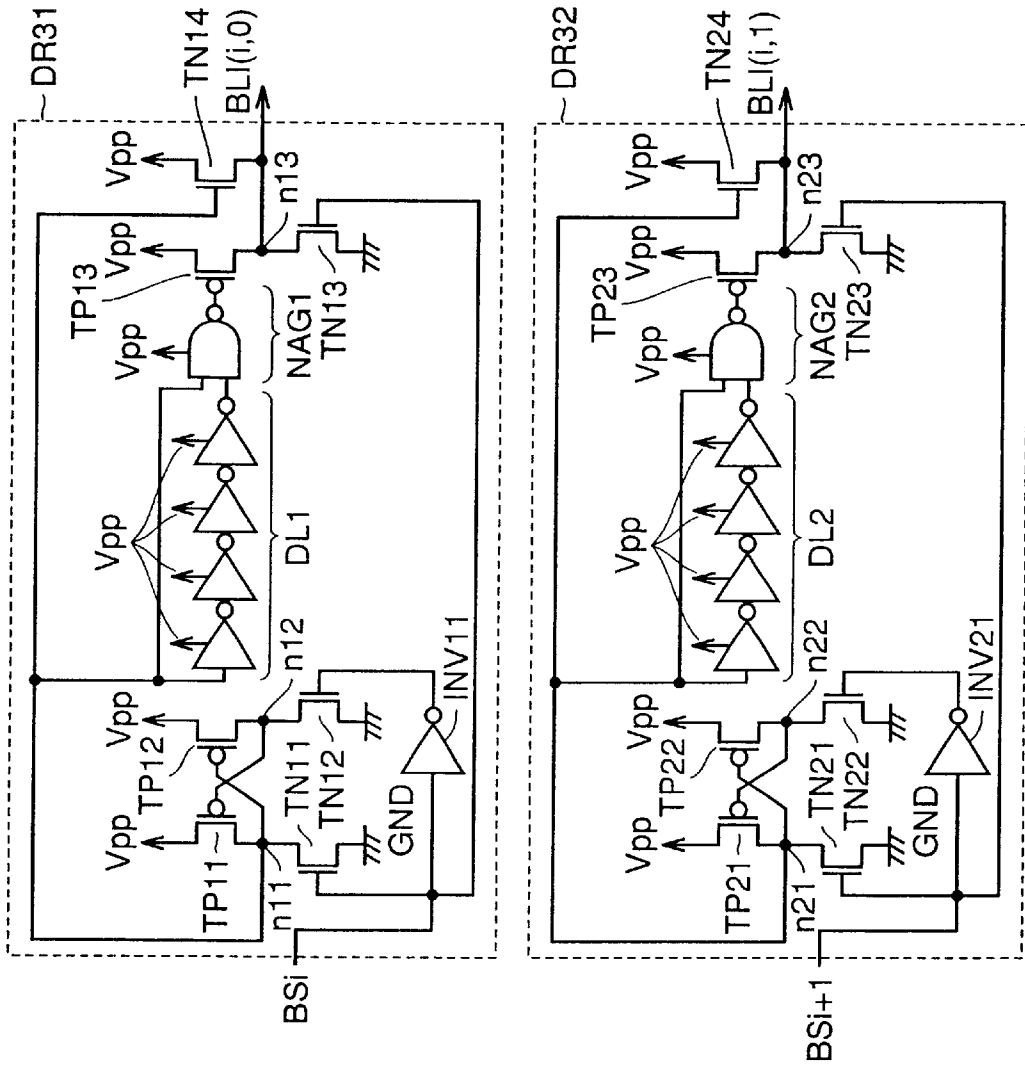 DR31
TN14
BLI(i,0)
Vpp
Vpp
n13
TP13
Vpp
NAG1
TN13
Vpp
DL1
n12
Vpp
TP12
Vpp
TP11
n11
TN11
TN12
GND
INV11
BSi
DR32
TN24
BLI(i,1)
Vpp
Vpp
n23
TP23
Vpp
NAG2
TN23
Vpp
DL2
n22
Vpp
TP22
Vpp
TP21
n21
TN21
TN22
GND
INV21
BSi+1